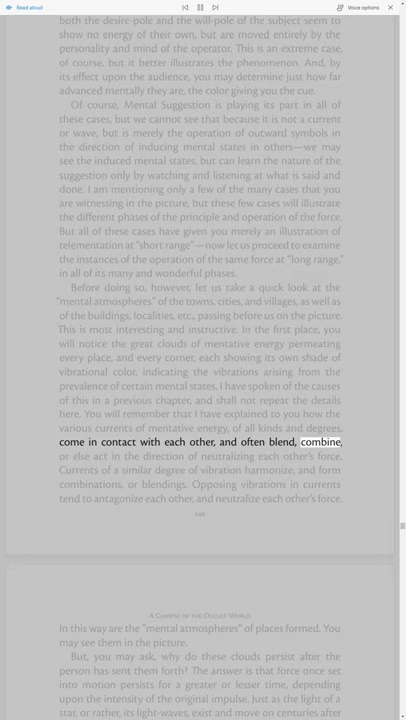 Read aloud
Voice options
both the desire-pole and the will-pole of the subject seem to
show no energy of their own, but are moved entirely by the
personality and mind of the operator. This is an extreme case,
of course, but it better illustrates the phenomenon. And, by
its effect upon the audience, you may determine just how far
advanced mentally they are, the color giving you the cue.
Of course, Mental Suggestion is playing its part in all of
these cases, but we cannot see that because it is not a current
or wave, but is merely the operation of outward symbols in
the direction of inducing mental states in others—we may
see the induced mental states, but can learn the nature of the
suggestion only by watching and listening at what is said and
done. I am mentioning only a few of the many cases that you
are witnessing in the picture, but these few cases will illustrate
the different phases of the principle and operation of the force.
But all of these cases have given you merely an illustration of
telementation at “short range”—now let us proceed to examine
the instances of the operation of the same force at “long range,”
in all of its many and wonderful phases.
Before doing so, however, let us take a quick look at the
“mental atmospheres” of the towns, cities, and villages, as well as
of the buildings, localities, etc., passing before us on the picture.
This is most interesting and instructive. In the first place, you
will notice the great clouds of mentative energy permeating
every place, and every corner, each showing its own shade of
vibrational color, indicating the vibrations arising from the
prevalence of certain mental states. I have spoken of the causes
of this in a previous chapter, and shall not repeat the details
here. You will remember that I have explained to you how the
various currents of mentative energy, of all kinds and degrees,
come in contact with each other, and often blend, combine,
or else act in the direction of neutralizing each other’s force.
Currents of a similar degree of vibration harmonize, and form
combinations, or blendings. Opposing vibrations in currents
tend to antagonize each other, and neutralize each other’s force.
A Glimpse of the Occult World
In this way are the “mental atmospheres” of places formed. You
may see them in the picture.
But, you may ask, why do these clouds persist after the
person has sent them forth? The answer is that force once set
into motion persists for a greater or lesser time, depending
upon the intensity of the original impulse. Just as the light of a
star, or rather, its light-waves, exist and move on centuries after